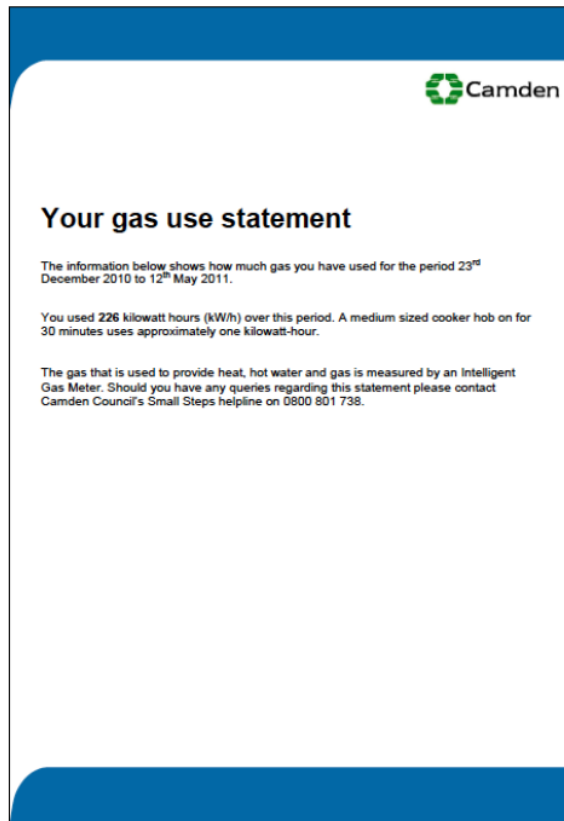 Camden
Your gas use statement
The information below shows how much gas you have used for the period 23rd
December 2010 to 12th May 2011.
You used 226 kilowatt hours (kW/h) over this period. A medium sized cooker hob on for
30 minutes uses approximately one kilowatt-hour.
The gas that is used to provide heat, hot water and gas is measured by an Intelligent
Gas Meter. Should you have any queries regarding this statement please contact
Camden Council's Small Steps helpline on 0800 801 738.